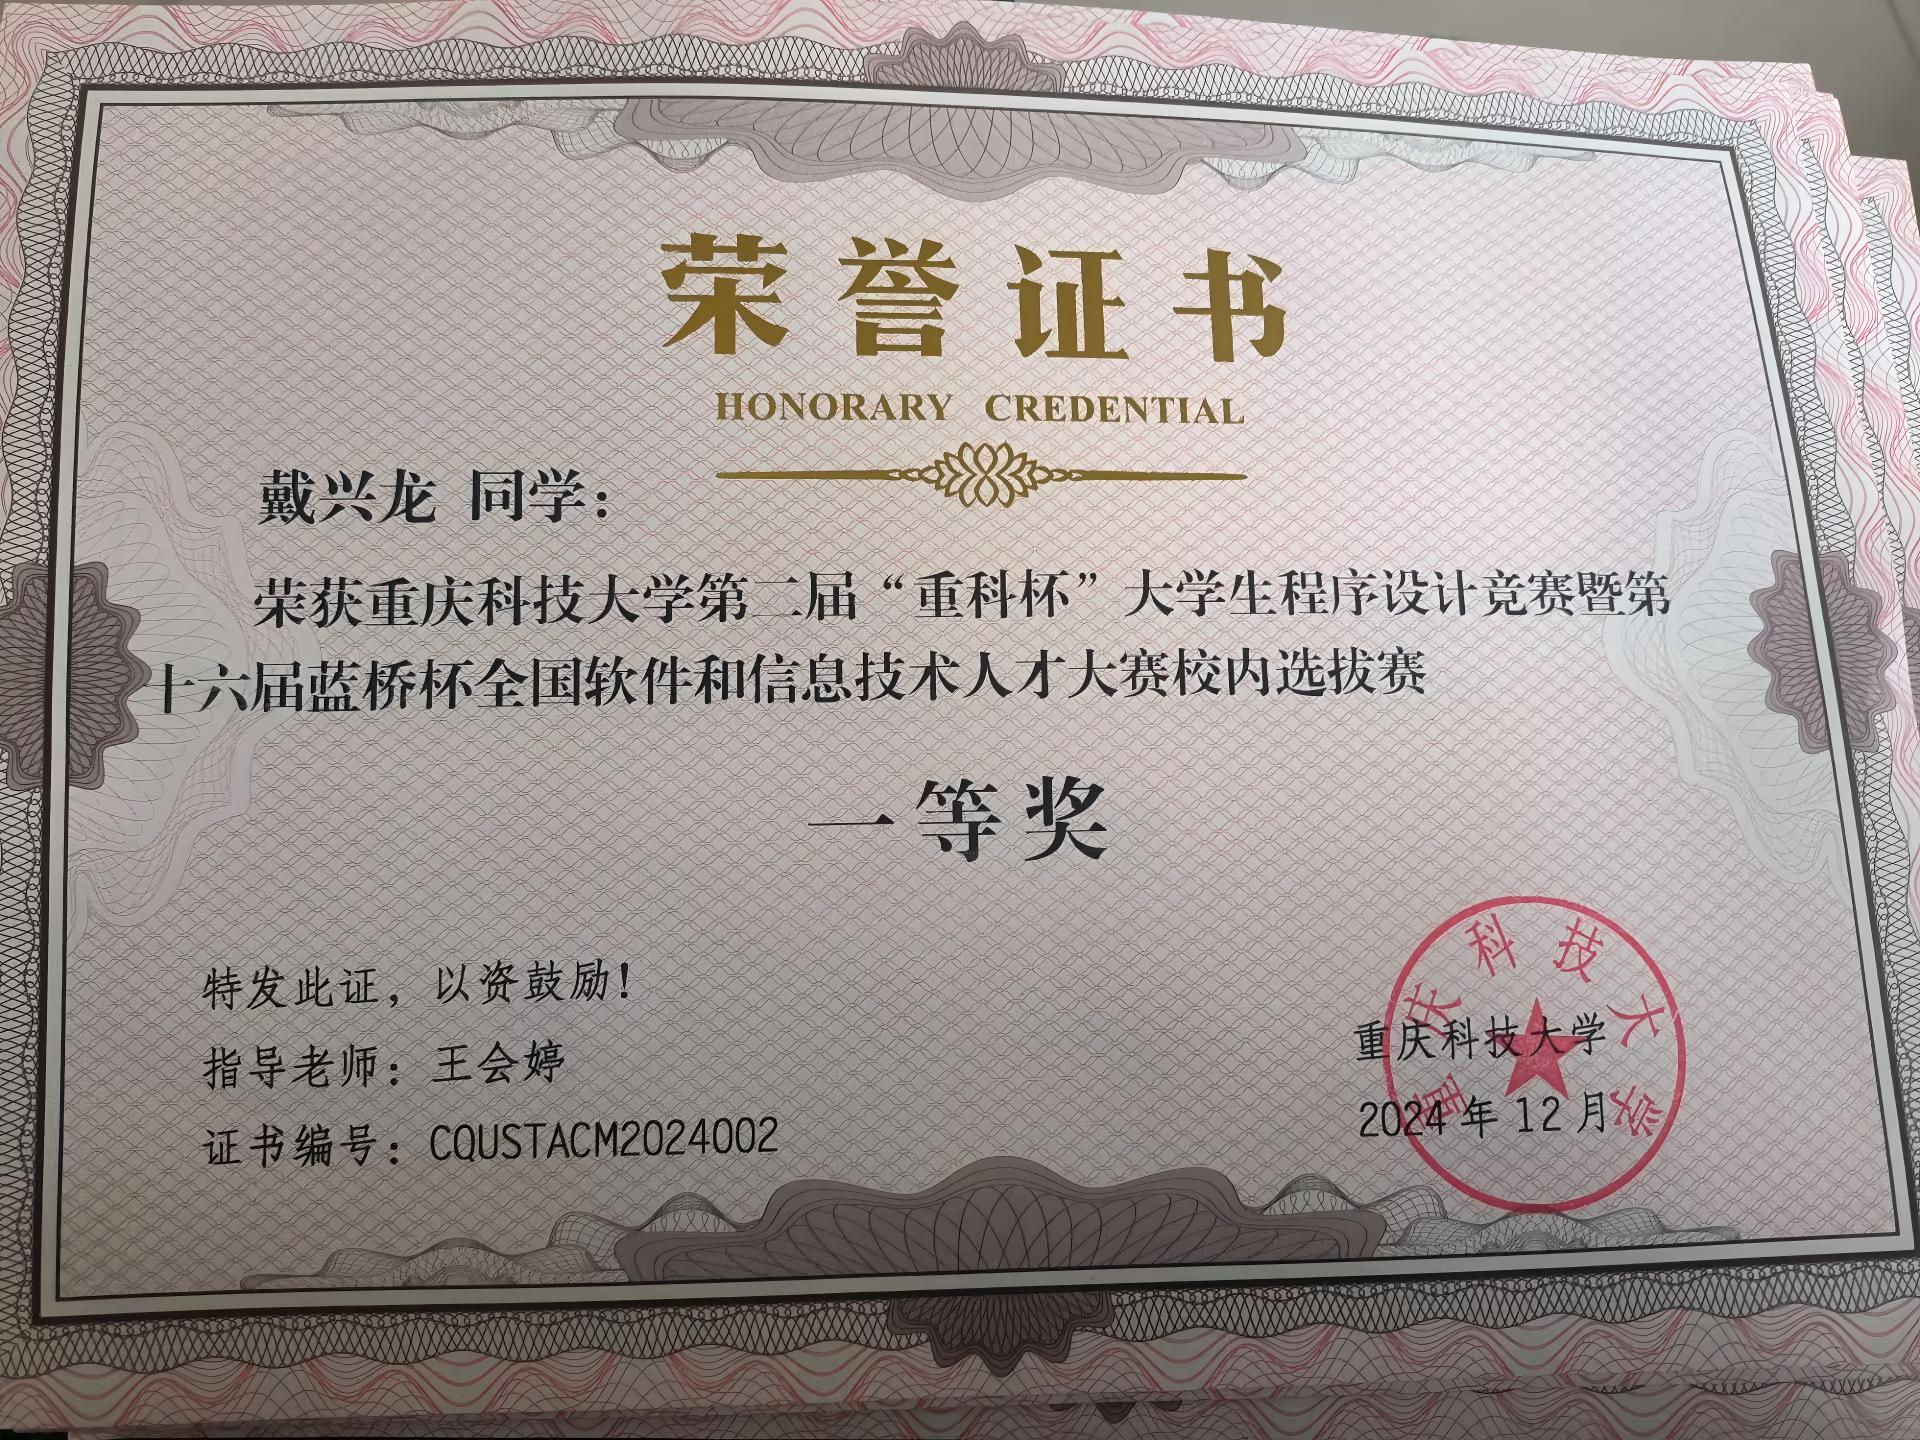 荣誉证书
HONORARY CREDENTIAL
戴兴龙 同学：
荣获重庆科技大学第二届“重科杯”大学生程序设计竞赛暨第
十六届蓝桥杯全国软件和信息技术人才大赛校内选拔赛
一等奖
特发此证，以资鼓励！
指导老师：王会婷
证书编号：CQUSTACM2024002
重庆科技大学
2024年12月
重庆科技大学